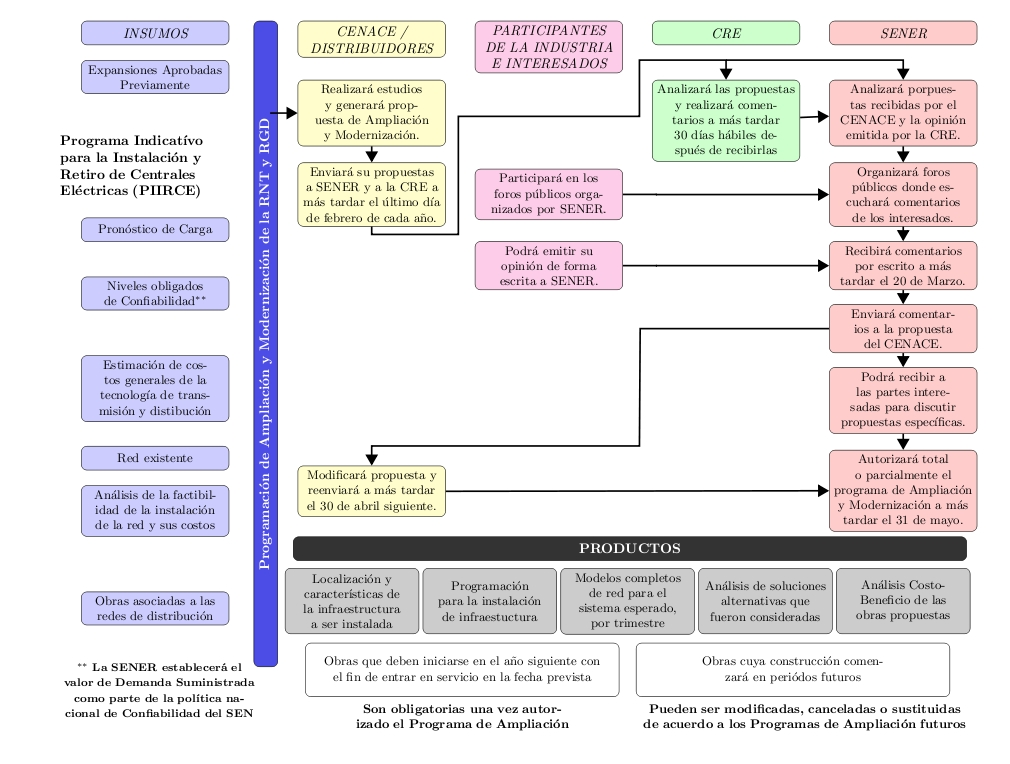 INSUMOS
Expansiones Aprobadas
Previamente
Programa Indicatívo
para la Instalación y
Retiro de Centrales
Eléctricas (PIIRCE)
Pronóstico de Carga
Niveles obligados
de Confiabilidad**
Estimación de cos-
tos generales de la
tecnología de trans-
misión y distibución
Red existente
Análisis de la factibil-
idad de la instalación
de la red y sus costos
Obras asociadas a las
redes de distribución
** La SENER establecerá el
valor de Demanda Suministrada
como parte de la política na-
cional de Confiabilidad del SEN
Programación de Ampliación y Modernización de la RNT y RGD
CENACE /
DISTRIBUIDORES
Realizará estudios
y generará prop-
uesta de Ampliación
y Modernización.
Enviará su propuestas
a SENER y a la CRE a
más tardar el último día
de febrero de cada año.
Modificará propuesta y
reenviará a más tardar
el 30 de abril siguiente.
PARTICIPANTES
DE LA INDUSTRIA
E INTERESADOS
Participará en los
foros públicos orga-
nizados por SENER.
Podrá emitir su
opinión de forma
escrita a SENER.
CRE
Analizará las propuestas
y realizará comen-
tarios a más tardar
30 días hábiles de-
spués de recibirlas
SENER
Analizará porpues-
tas recibidas por el
CENACE y la opinión
emitida por la CRE.
Organizará foros
públicos donde es-
cuchará comentarios
de los interesados.
Recibirá comentarios
por escrito a más
tardar el 20 de Marzo.
Enviará comentar-
ios a la propuesta
del CENACE.
Podrá recibir a
las partes intere-
sadas para discutir
propuestas específicas.
Autorizará total
o parcialmente el
programa de Ampliación
y Modernización a más
tardar el 31 de mayo.
PRODUCTOS
Localización y
características de
la infraestructura
a ser instalada
Programación
para la instalación
de infraestuctura
Modelos completos
de red para el
sistema esperado,
por trimestre
Análisis de soluciones
alternativas que
fueron consideradas
Análisis Costo-
Beneficio de las
obras propuestas
Obras que deben iniciarse en el año siguiente con
el fin de entrar en servicio en la fecha prevista
Son obligatorias una vez autor-
izado el Programa de Ampliación
Obras cuya construcción comen-
zará en periódos futuros
Pueden ser modificadas, canceladas o sustituidas
de acuerdo a los Programas de Ampliación futuros